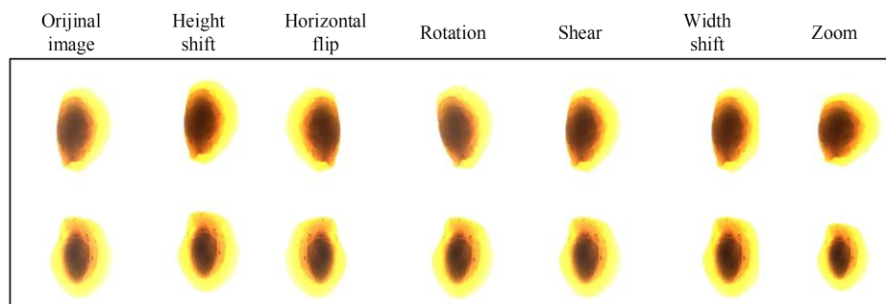 Orijinal image
Height shift
Horizontal flip
Rotation
Shear
Width shift
Zoom